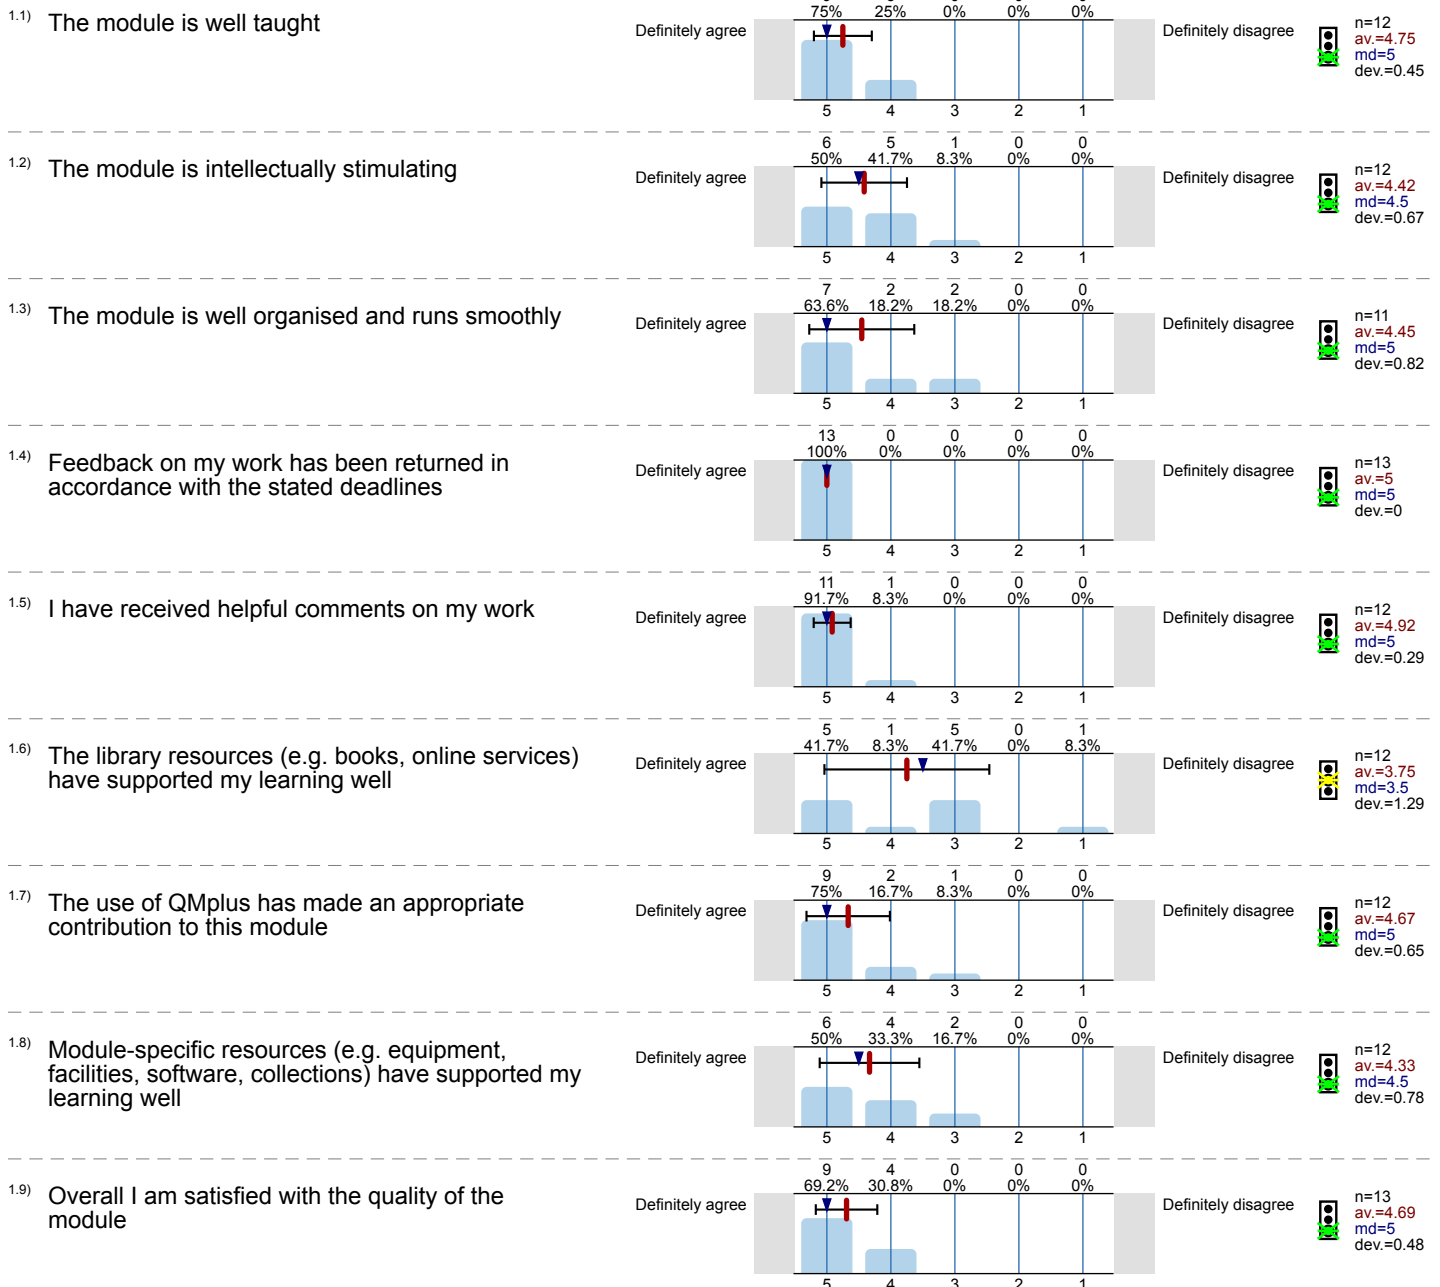 75% 25% 0% 0% 0%
1.1) The module is well taught Definitely agree Definitely disagree n=12
av.=4.75
md=5
dev.=0.45
5 4 3 2 1
6 5 1 0 0
50% 41.7% 8.3% 0% 0%
1.2) The module is intellectually stimulating Definitely agree Definitely disagree n=12
av.=4.42
md=4.5
dev.=0.67
5 4 3 2 1
7 2 2 0 0
63.6% 18.2% 18.2% 0% 0%
1.3) The module is well organised and runs smoothly Definitely agree Definitely disagree n=11
av.=4.45
md=5
dev.=0.82
5 4 3 2 1
13 0 0 0 0
100% 0% 0% 0% 0%
1.4) Feedback on my work has been returned in Definitely agree Definitely disagree n=13
accordance with the stated deadlines av.=5
md=5
dev.=0
5 4 3 2 1
11 1 0 0 0
91.7% 8.3% 0% 0% 0%
1.5) I have received helpful comments on my work Definitely agree Definitely disagree n=12
av.=4.92
md=5
dev.=0.29
5 4 3 2 1
5 1 5 0 1
41.7% 8.3% 41.7% 0% 8.3%
1.6) The library resources (e.g. books, online services) Definitely agree Definitely disagree n=12
have supported my learning well av.=3.75
md=3.5
dev.=1.29
5 4 3 2 1
9 2 1 0 0
75% 16.7% 8.3% 0% 0%
1.7) The use of QMplus has made an appropriate Definitely agree Definitely disagree n=12
contribution to this module av.=4.67
md=5
dev.=0.65
5 4 3 2 1
6 4 2 0 0
50% 33.3% 16.7% 0% 0%
1.8) Module-specific resources (e.g. equipment, Definitely agree Definitely disagree n=12
facilities, software, collections) have supported my av.=4.33
learning well md=4.5
dev.=0.78
5 4 3 2 1
9 4 0 0 0
69.2% 30.8% 0% 0% 0%
1.9) Overall I am satisfied with the quality of the Definitely agree Definitely disagree n=13
module av.=4.69
md=5
dev.=0.48
5 4 3 2 1